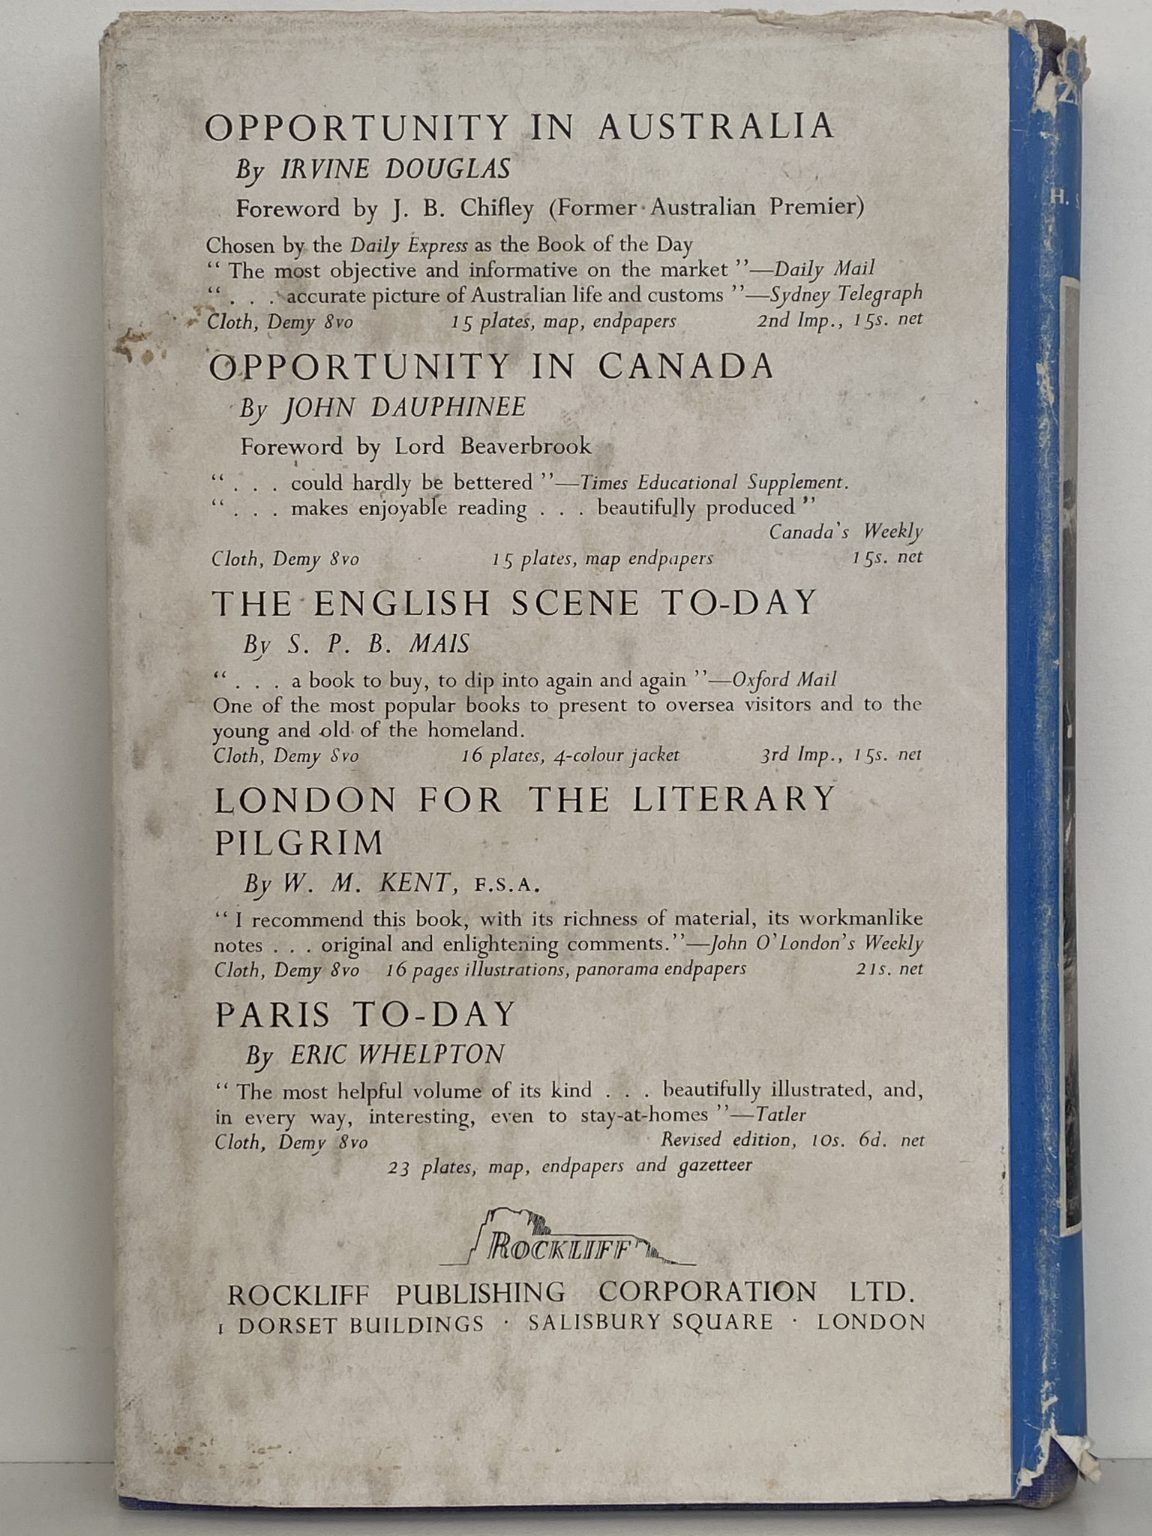 OPPORTUNITY IN AUSTRALIA
By IRVINE DOUGLAS
Foreword by J. B. Chifley (Former Australian Premier)
Chosen by the Daily Express as the Book of the Day
“ The most objective and informative on the market ”—Daily Mail
“ . . . accurate picture of Australian life and customs ”—Sydney Telegraph
Cloth, Demy 8vo 15 plates, map, endpapers 2nd Imp., 15s. net
OPPORTUNITY IN CANADA
By JOHN DAUPHINEE
Foreword by Lord Beaverbrook
“ . . . could hardly be bettered ”—Times Educational Supplement.
“ . . . makes enjoyable reading . . . beautifully produced ”
Canada's Weekly
Cloth, Demy 8vo 15 plates, map endpapers 15s. net
THE ENGLISH SCENE TO-DAY
By S. P. B. MAIS
“ . . . a book to buy, to dip into again and again ”—Oxford Mail
One of the most popular books to present to oversea visitors and to the
young and old of the homeland.
Cloth, Demy 8vo 16 plates, 4-colour jacket 3rd Imp., 15s. net
LONDON FOR THE LITERARY
PILGRIM
By W. M. KENT, F.S.A.
“ I recommend this book, with its richness of material, its workmanlike
notes . . . original and enlightening comments.”—John O'London's Weekly
Cloth, Demy 8vo 16 pages illustrations, panorama endpapers 21s. net
PARIS TO-DAY
By ERIC WHELPTON
“ The most helpful volume of its kind . . . beautifully illustrated, and,
in every way, interesting, even to stay-at-homes ”—Tatler
Cloth, Demy 8vo Revised edition, 10s. 6d. net
23 plates, map, endpapers and gazetteer
ROCKLIFF
ROCKLIFF PUBLISHING CORPORATION LTD.
1 DORSET BUILDINGS · SALISBURY SQUARE · LONDON
H.